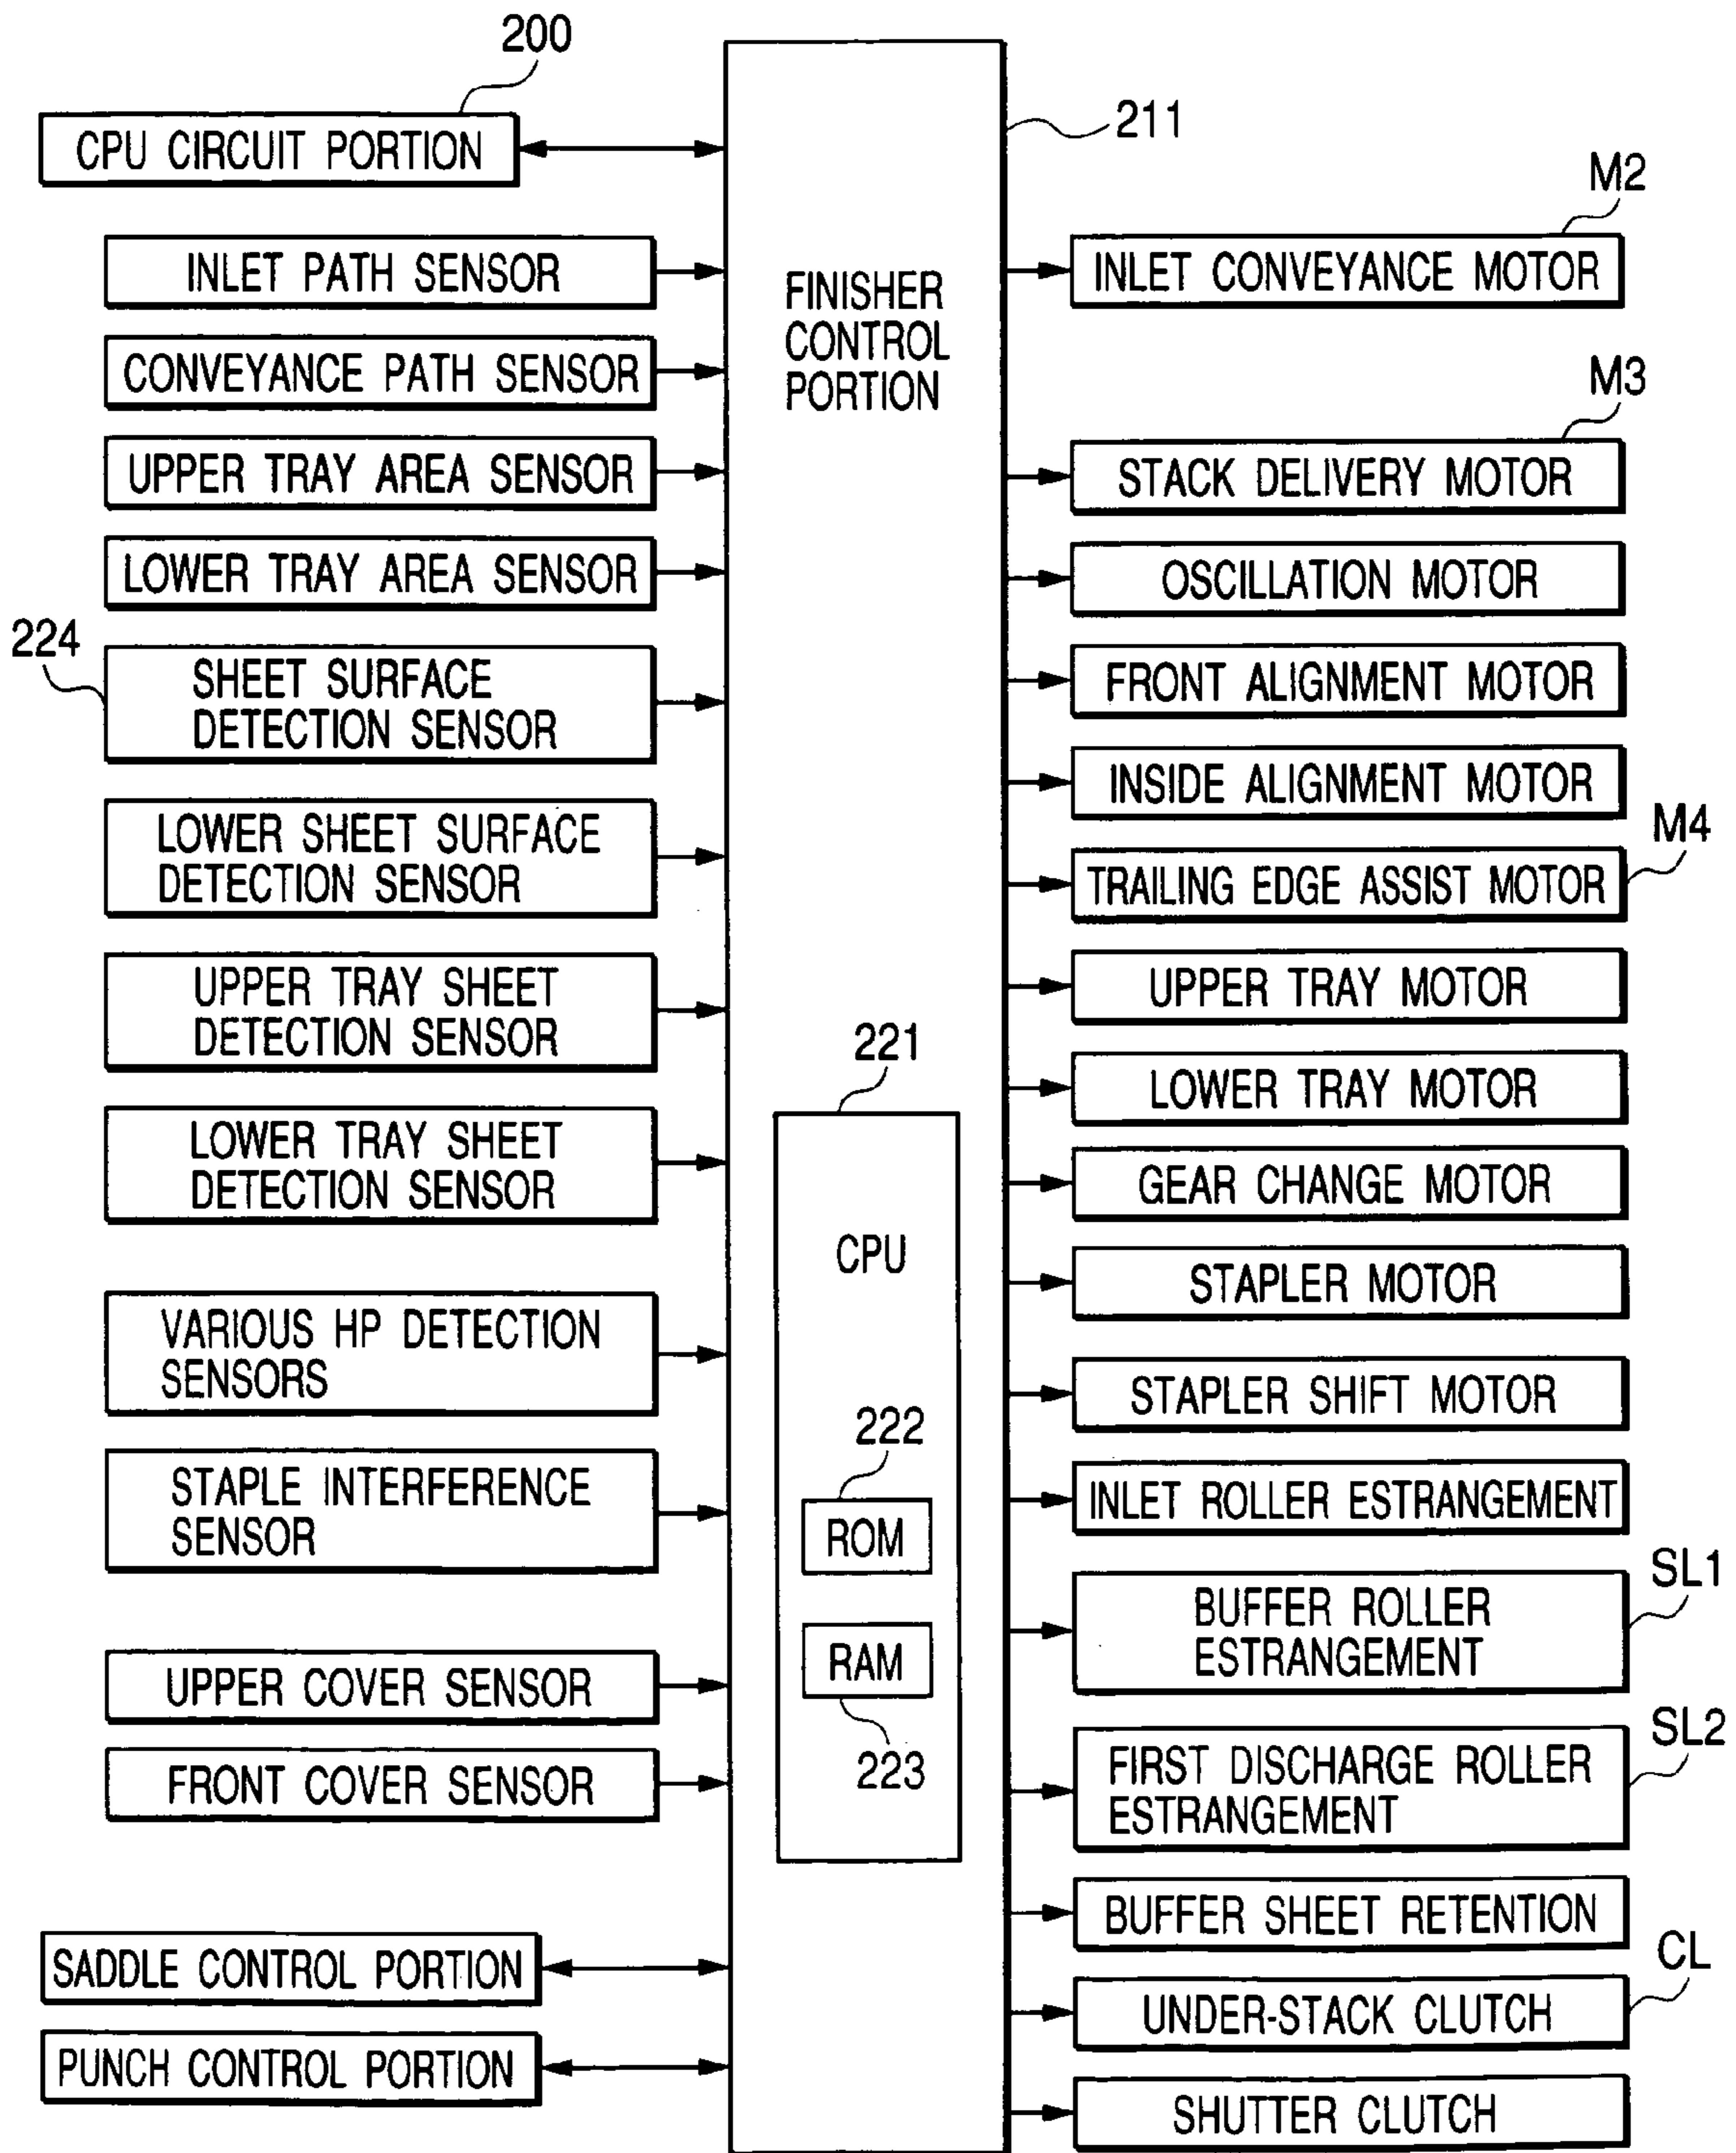 200
CPU CIRCUIT PORTION
INLET PATH SENSOR
CONVEYANCE PATH SENSOR
UPPER TRAY AREA SENSOR
LOWER TRAY AREA SENSOR
224
SHEET SURFACE
DETECTION SENSOR
LOWER SHEET SURFACE
DETECTION SENSOR
UPPER TRAY SHEET
DETECTION SENSOR
LOWER TRAY SHEET
DETECTION SENSOR
VARIOUS HP DETECTION
SENSORS
STAPLE INTERFERENCE
SENSOR
UPPER COVER SENSOR
FRONT COVER SENSOR
SADDLE CONTROL PORTION
PUNCH CONTROL PORTION
211
FINISHER
CONTROL
PORTION
221
CPU
222
ROM
RAM
223
M2
INLET CONVEYANCE MOTOR
M3
STACK DELIVERY MOTOR
OSCILLATION MOTOR
FRONT ALIGNMENT MOTOR
INSIDE ALIGNMENT MOTOR
M4
TRAILING EDGE ASSIST MOTOR
UPPER TRAY MOTOR
LOWER TRAY MOTOR
GEAR CHANGE MOTOR
STAPLER MOTOR
STAPLER SHIFT MOTOR
INLET ROLLER ESTRANGEMENT
SL1
BUFFER ROLLER
ESTRANGEMENT
SL2
FIRST DISCHARGE ROLLER
ESTRANGEMENT
BUFFER SHEET RETENTION
CL
UNDER-STACK CLUTCH
SHUTTER CLUTCH